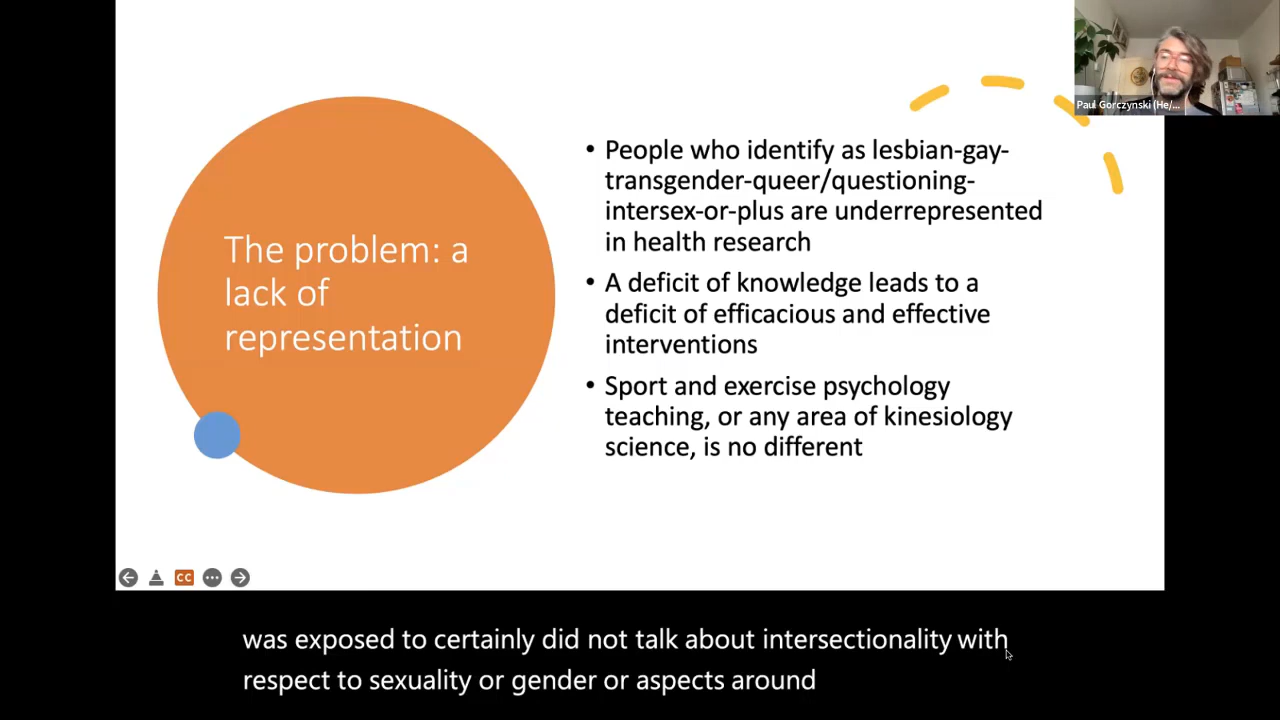 Paul Gorczynski (He/...
The problem: a
lack of
representation
• People who identify as lesbian-gay-
transgender-queer/questioning-
intersex-or-plus are underrepresented
in health research
• A deficit of knowledge leads to a
deficit of efficacious and effective
interventions
• Sport and exercise psychology
teaching, or any area of kinesiology
science, is no different
CC
was exposed to certainly did not talk about intersectionality with
respect to sexuality or gender or aspects around